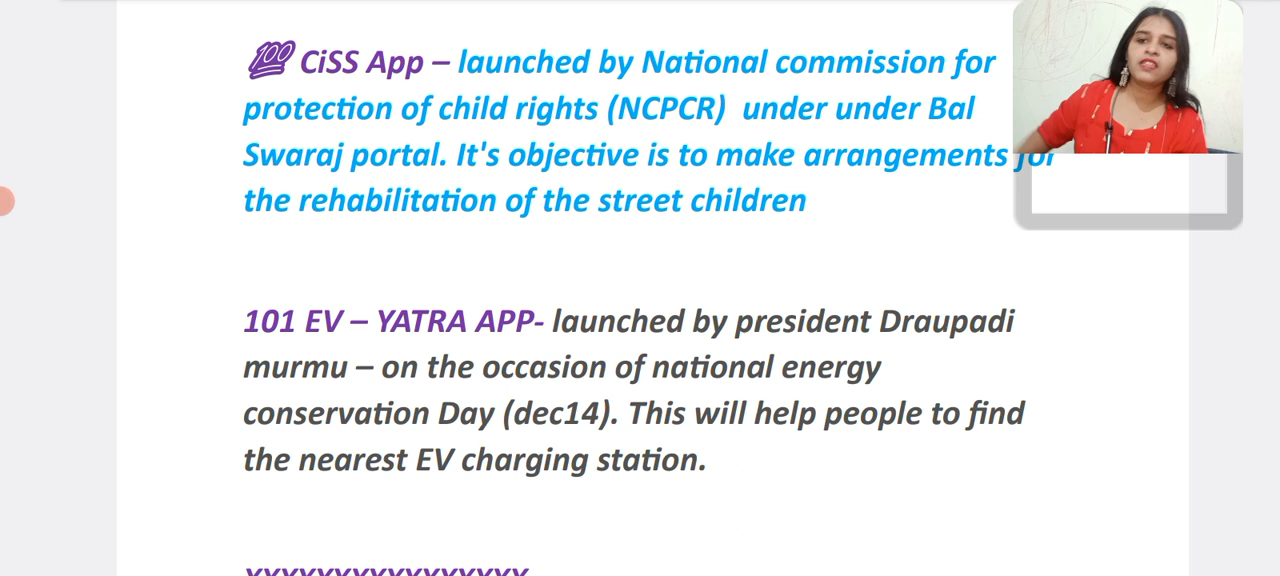 💯 CiSS App – launched by National commission for
protection of child rights (NCPCR) under under Bal
Swaraj portal. It's objective is to make arrangements for
the rehabilitation of the street children
101 EV – YATRA APP- launched by president Draupadi
murmu – on the occasion of national energy
conservation Day (dec14). This will help people to find
the nearest EV charging station.